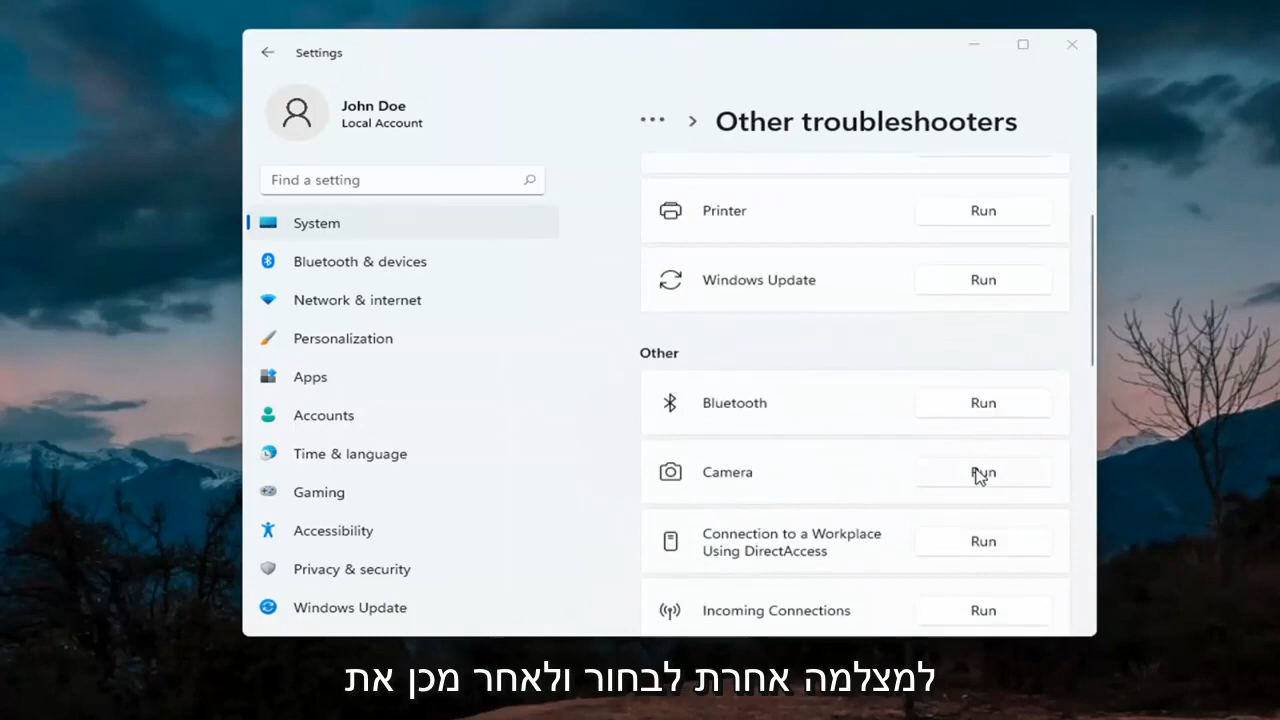 Settings
John Doe
Local Account
Find a setting
System
Bluetooth & devices
Network & internet
Personalization
Apps
Accounts
Time & language
Gaming
Accessibility
Privacy & security
Windows Update
... > Other troubleshooters
Printer Run
Windows Update Run
Other
Bluetooth Run
Camera Run
Connection to a Workplace
Using DirectAccess Run
Incoming Connections Run
למצלמה אחרת לבחור ולאחר מכן את